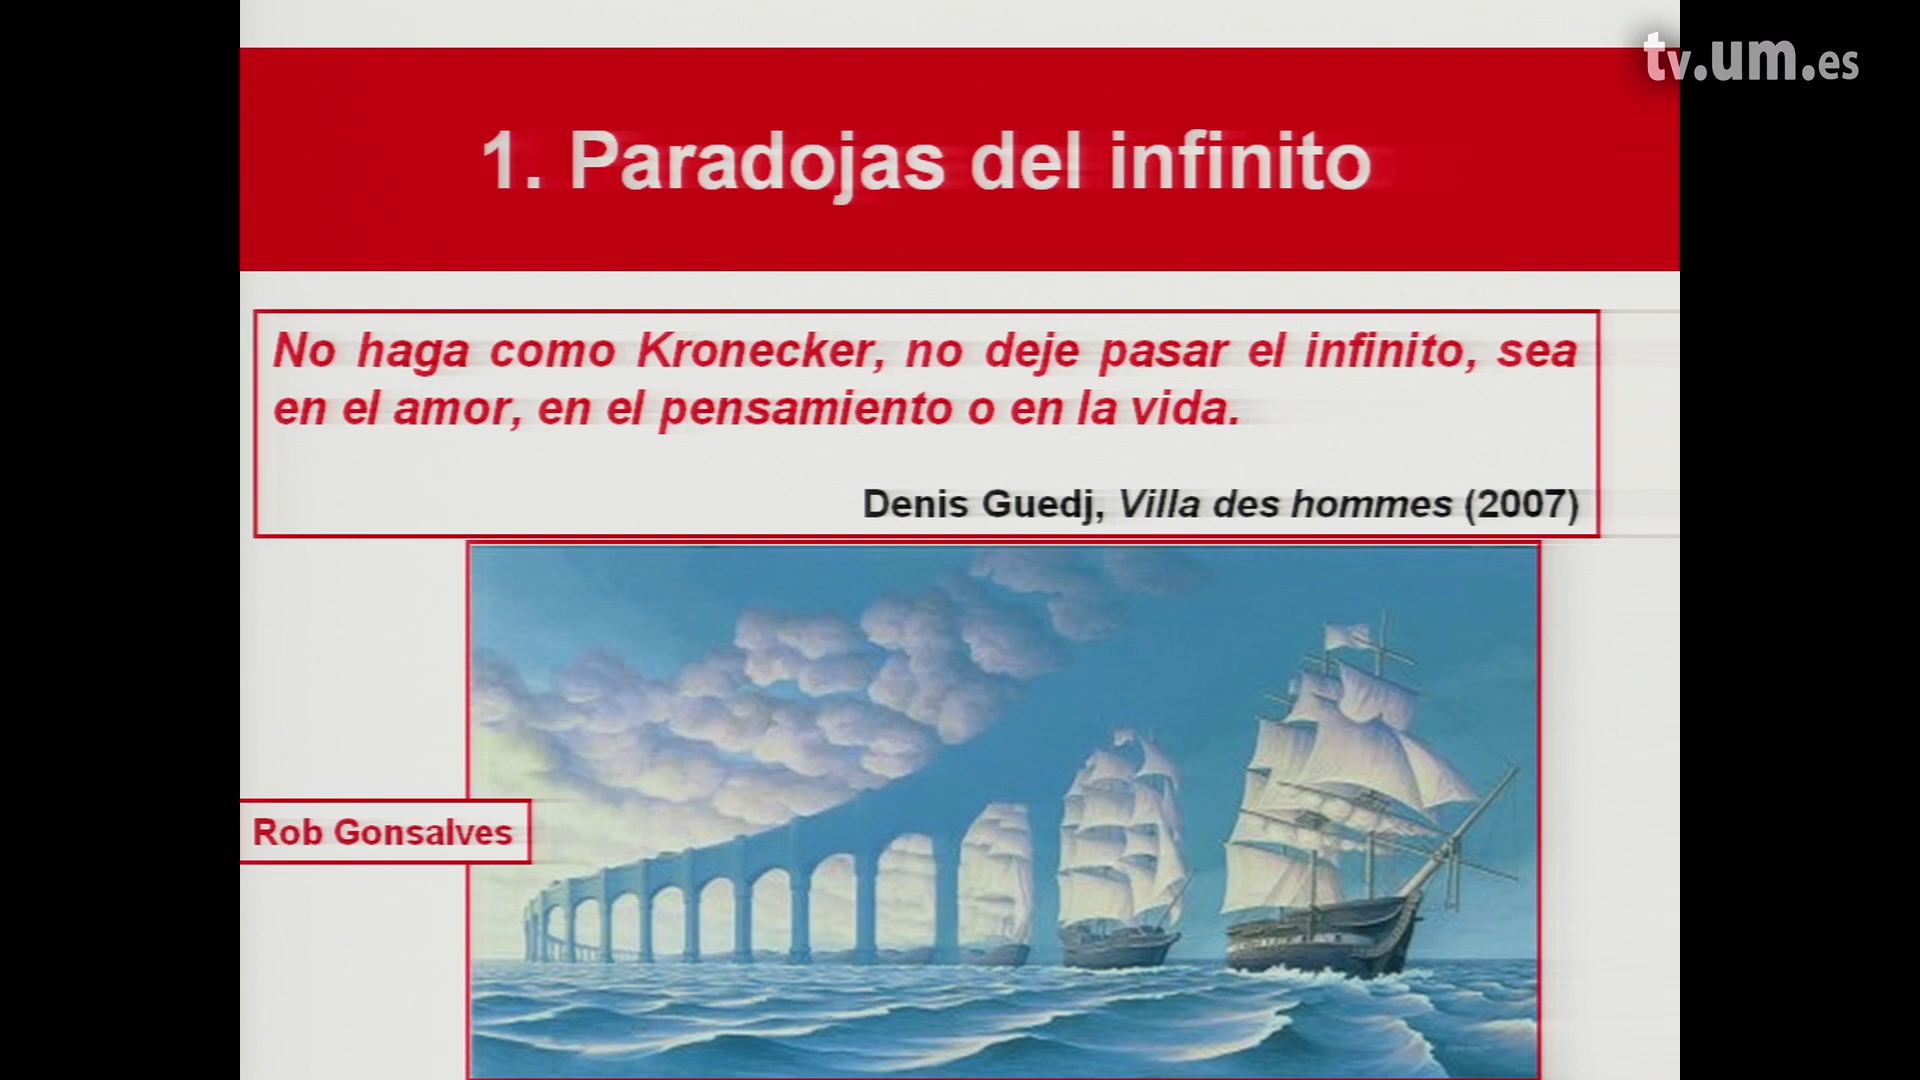 tv.um.es
1. Paradojas del infinito
No haga como Kronecker, no deje pasar el infinito, sea
en el amor, en el pensamiento o en la vida.
Denis Guedj, Villa des hommes (2007)
Rob Gonsalves